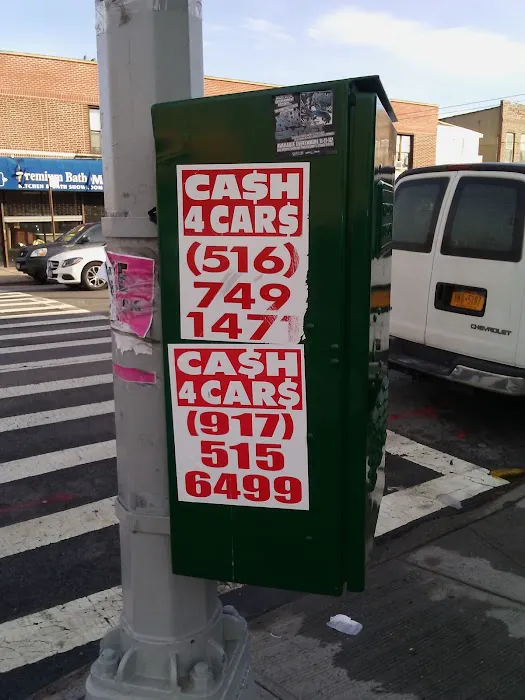 CA$H
4 CAR$
(516)
749
147
CA$H
4 CAR$
(917)
515
6499
Premium Bath
CHEVROLET